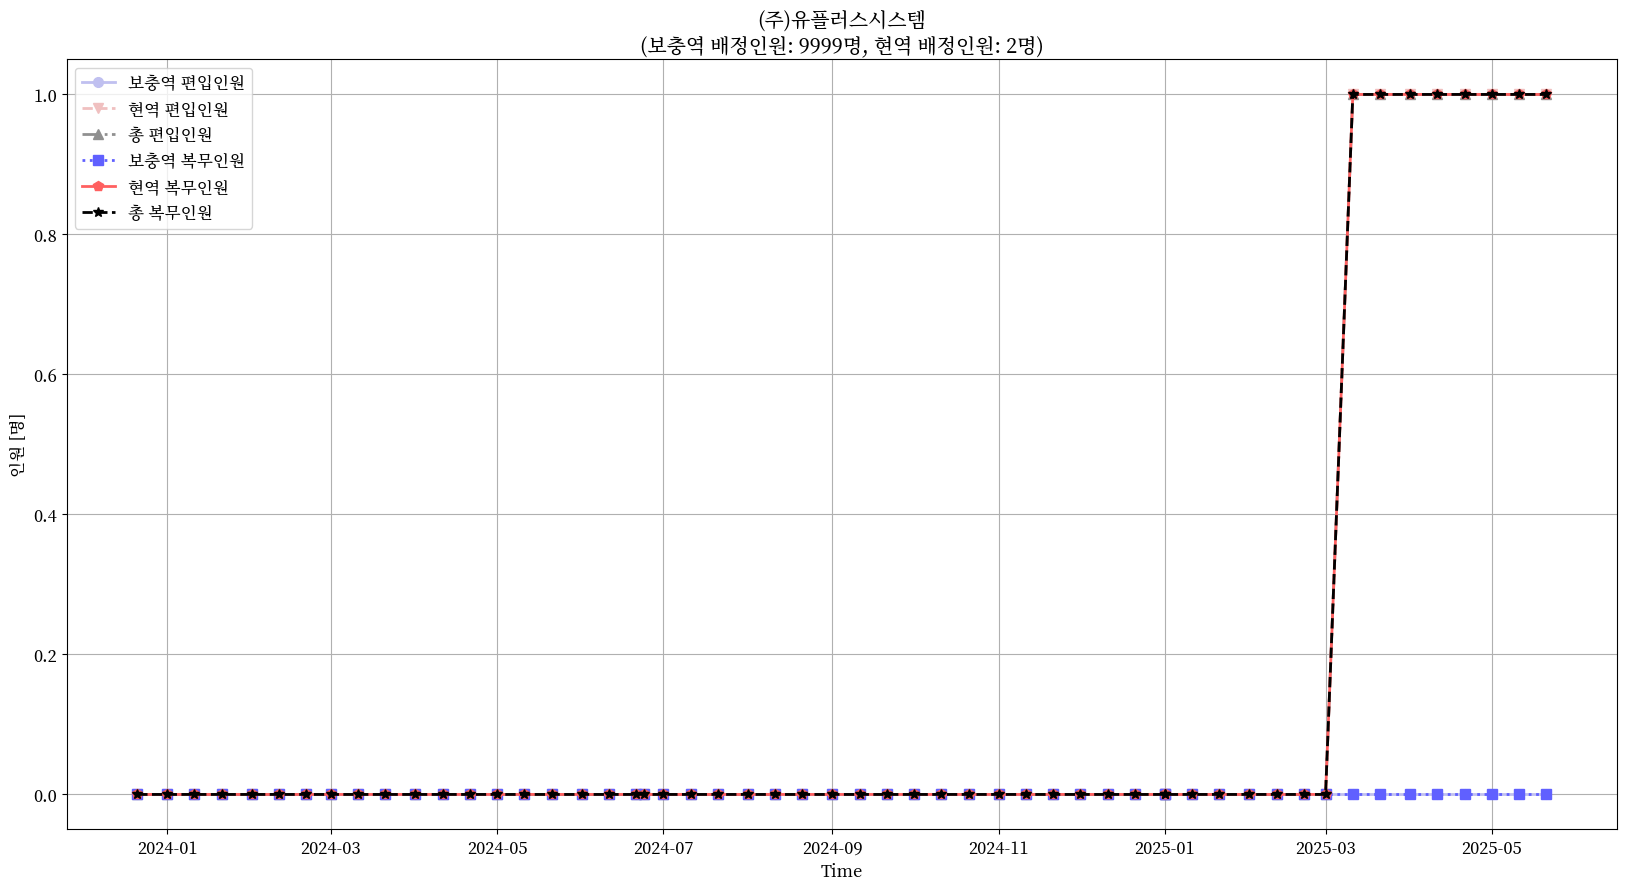 (주)유플러스시스템
(보충역 배정인원: 9999명, 현역 배정인원: 2명)
보충역 편입인원
현역 편입인원
총 편입인원
보충역 복무인원
현역 복무인원
총 복무인원
인원 [명]
1.0
0.8
0.6
0.4
0.2
0.0
2024-01
2024-03
2024-05
2024-07
2024-09
2024-11
2025-01
2025-03
2025-05
Time